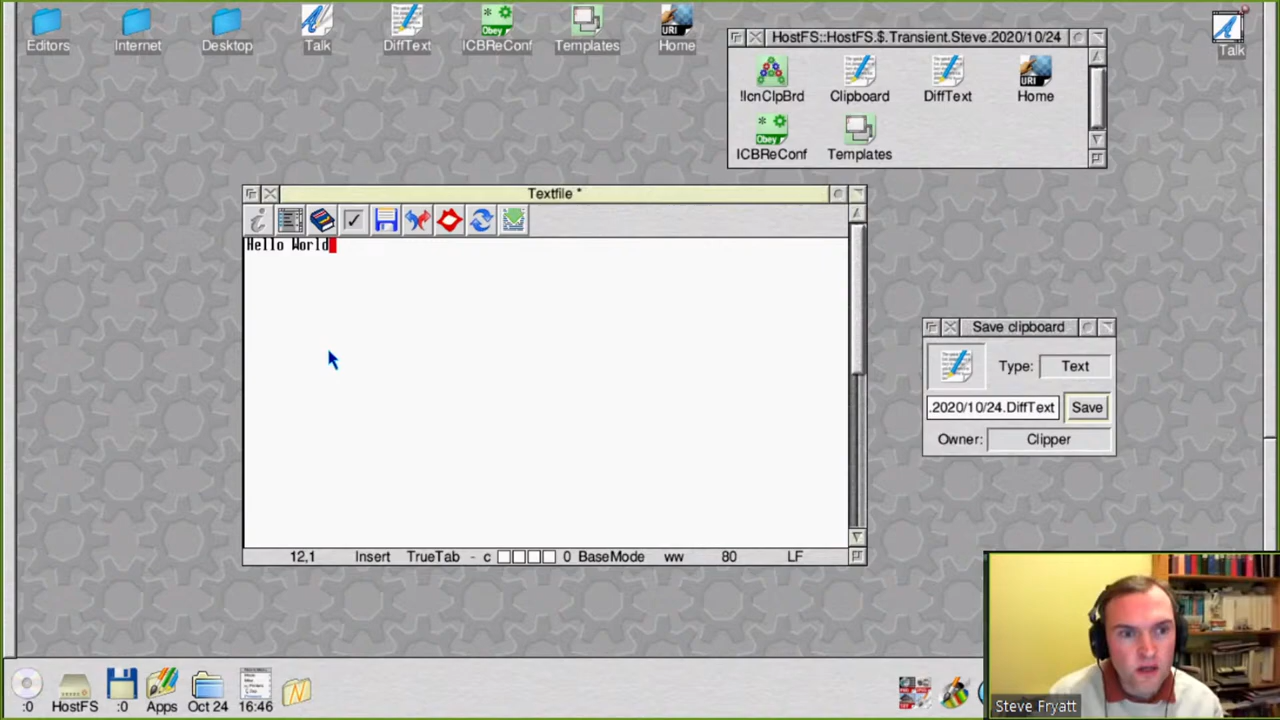 Editors
Internet
Desktop
Talk
DiffText
ICBReConf
Templates
Home
Talk
HostFS::HostFS.$.Transient.Steve.2020/10/24
!IcnClpBrd
Clipboard
DiffText
Home
ICBReConf
Templates
Textfile *
Hello World
12,1 Insert TrueTab - c 0 BaseMode ww 80 LF
Save clipboard
Type: Text
.2020/10/24.DiffText Save
Owner: Clipper
:0
HostFS
:0
Apps
Oct 24
16:46
Steve Fryatt